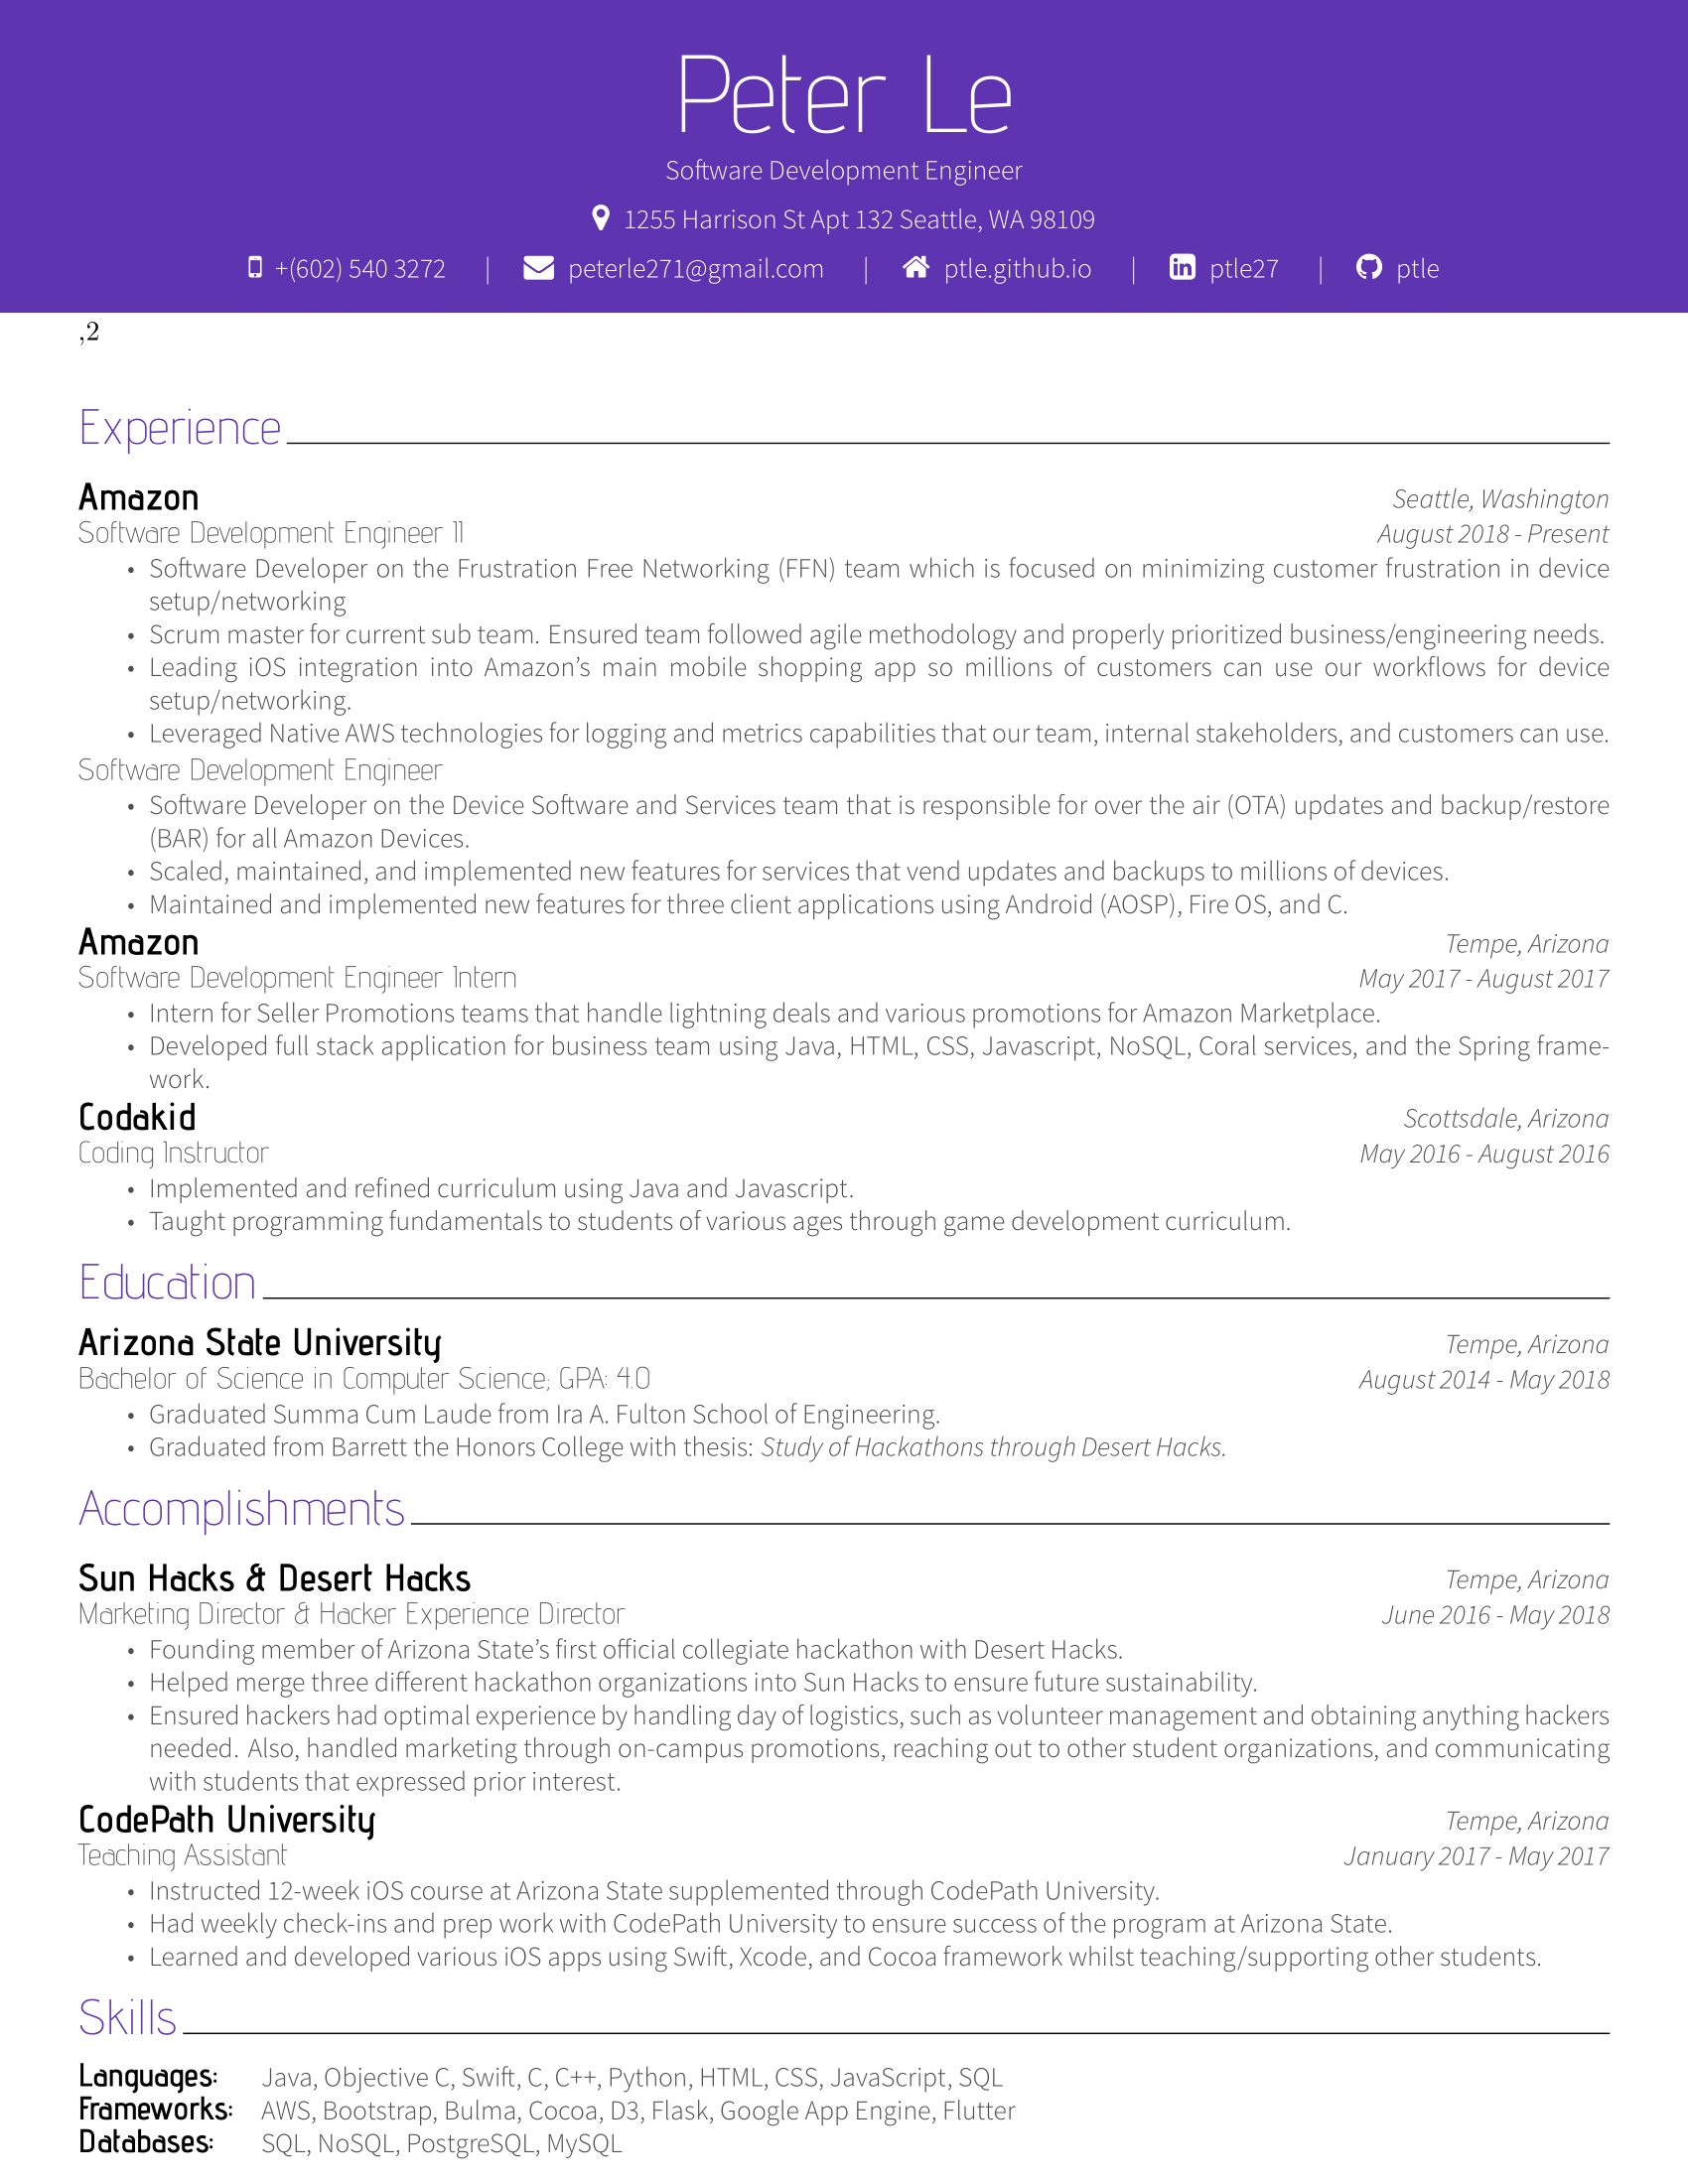 Peter Le
Software Development Engineer
1255 Harrison St Apt 132 Seattle, WA 98109
+(602) 540 3272 | peterle271@gmail.com | ptle.github.io | ptle27 | ptle
,2
Experience
Amazon Seattle, Washington
Software Development Engineer II August 2018 - Present
• Software Developer on the Frustration Free Networking (FFN) team which is focused on minimizing customer frustration in device
setup/networking
• Scrum master for current sub team. Ensured team followed agile methodology and properly prioritized business/engineering needs.
• Leading iOS integration into Amazon’s main mobile shopping app so millions of customers can use our workflows for device
setup/networking.
• Leveraged Native AWS technologies for logging and metrics capabilities that our team, internal stakeholders, and customers can use.
Software Development Engineer
• Software Developer on the Device Software and Services team that is responsible for over the air (OTA) updates and backup/restore
(BAR) for all Amazon Devices.
• Scaled, maintained, and implemented new features for services that vend updates and backups to millions of devices.
• Maintained and implemented new features for three client applications using Android (AOSP), Fire OS, and C.
Amazon Tempe, Arizona
Software Development Engineer Intern May 2017 - August 2017
• Intern for Seller Promotions teams that handle lightning deals and various promotions for Amazon Marketplace.
• Developed full stack application for business team using Java, HTML, CSS, Javascript, NoSQL, Coral services, and the Spring frame-
work.
Codakid Scottsdale, Arizona
Coding Instructor May 2016 - August 2016
• Implemented and refined curriculum using Java and Javascript.
• Taught programming fundamentals to students of various ages through game development curriculum.
Education
Arizona State University Tempe, Arizona
Bachelor of Science in Computer Science; GPA: 4.0 August 2014 - May 2018
• Graduated Summa Cum Laude from Ira A. Fulton School of Engineering.
• Graduated from Barrett the Honors College with thesis: Study of Hackathons through Desert Hacks.
Accomplishments
Sun Hacks & Desert Hacks Tempe, Arizona
Marketing Director & Hacker Experience Director June 2016 - May 2018
• Founding member of Arizona State’s first official collegiate hackathon with Desert Hacks.
• Helped merge three different hackathon organizations into Sun Hacks to ensure future sustainability.
• Ensured hackers had optimal experience by handling day of logistics, such as volunteer management and obtaining anything hackers
needed. Also, handled marketing through on-campus promotions, reaching out to other student organizations, and communicating
with students that expressed prior interest.
CodePath University Tempe, Arizona
Teaching Assistant January 2017 - May 2017
• Instructed 12-week iOS course at Arizona State supplemented through CodePath University.
• Had weekly check-ins and prep work with CodePath University to ensure success of the program at Arizona State.
• Learned and developed various iOS apps using Swift, Xcode, and Cocoa framework whilst teaching/supporting other students.
Skills
Languages: Java, Objective C, Swift, C, C++, Python, HTML, CSS, JavaScript, SQL
Frameworks: AWS, Bootstrap, Bulma, Cocoa, D3, Flask, Google App Engine, Flutter
Databases: SQL, NoSQL, PostgreSQL, MySQL